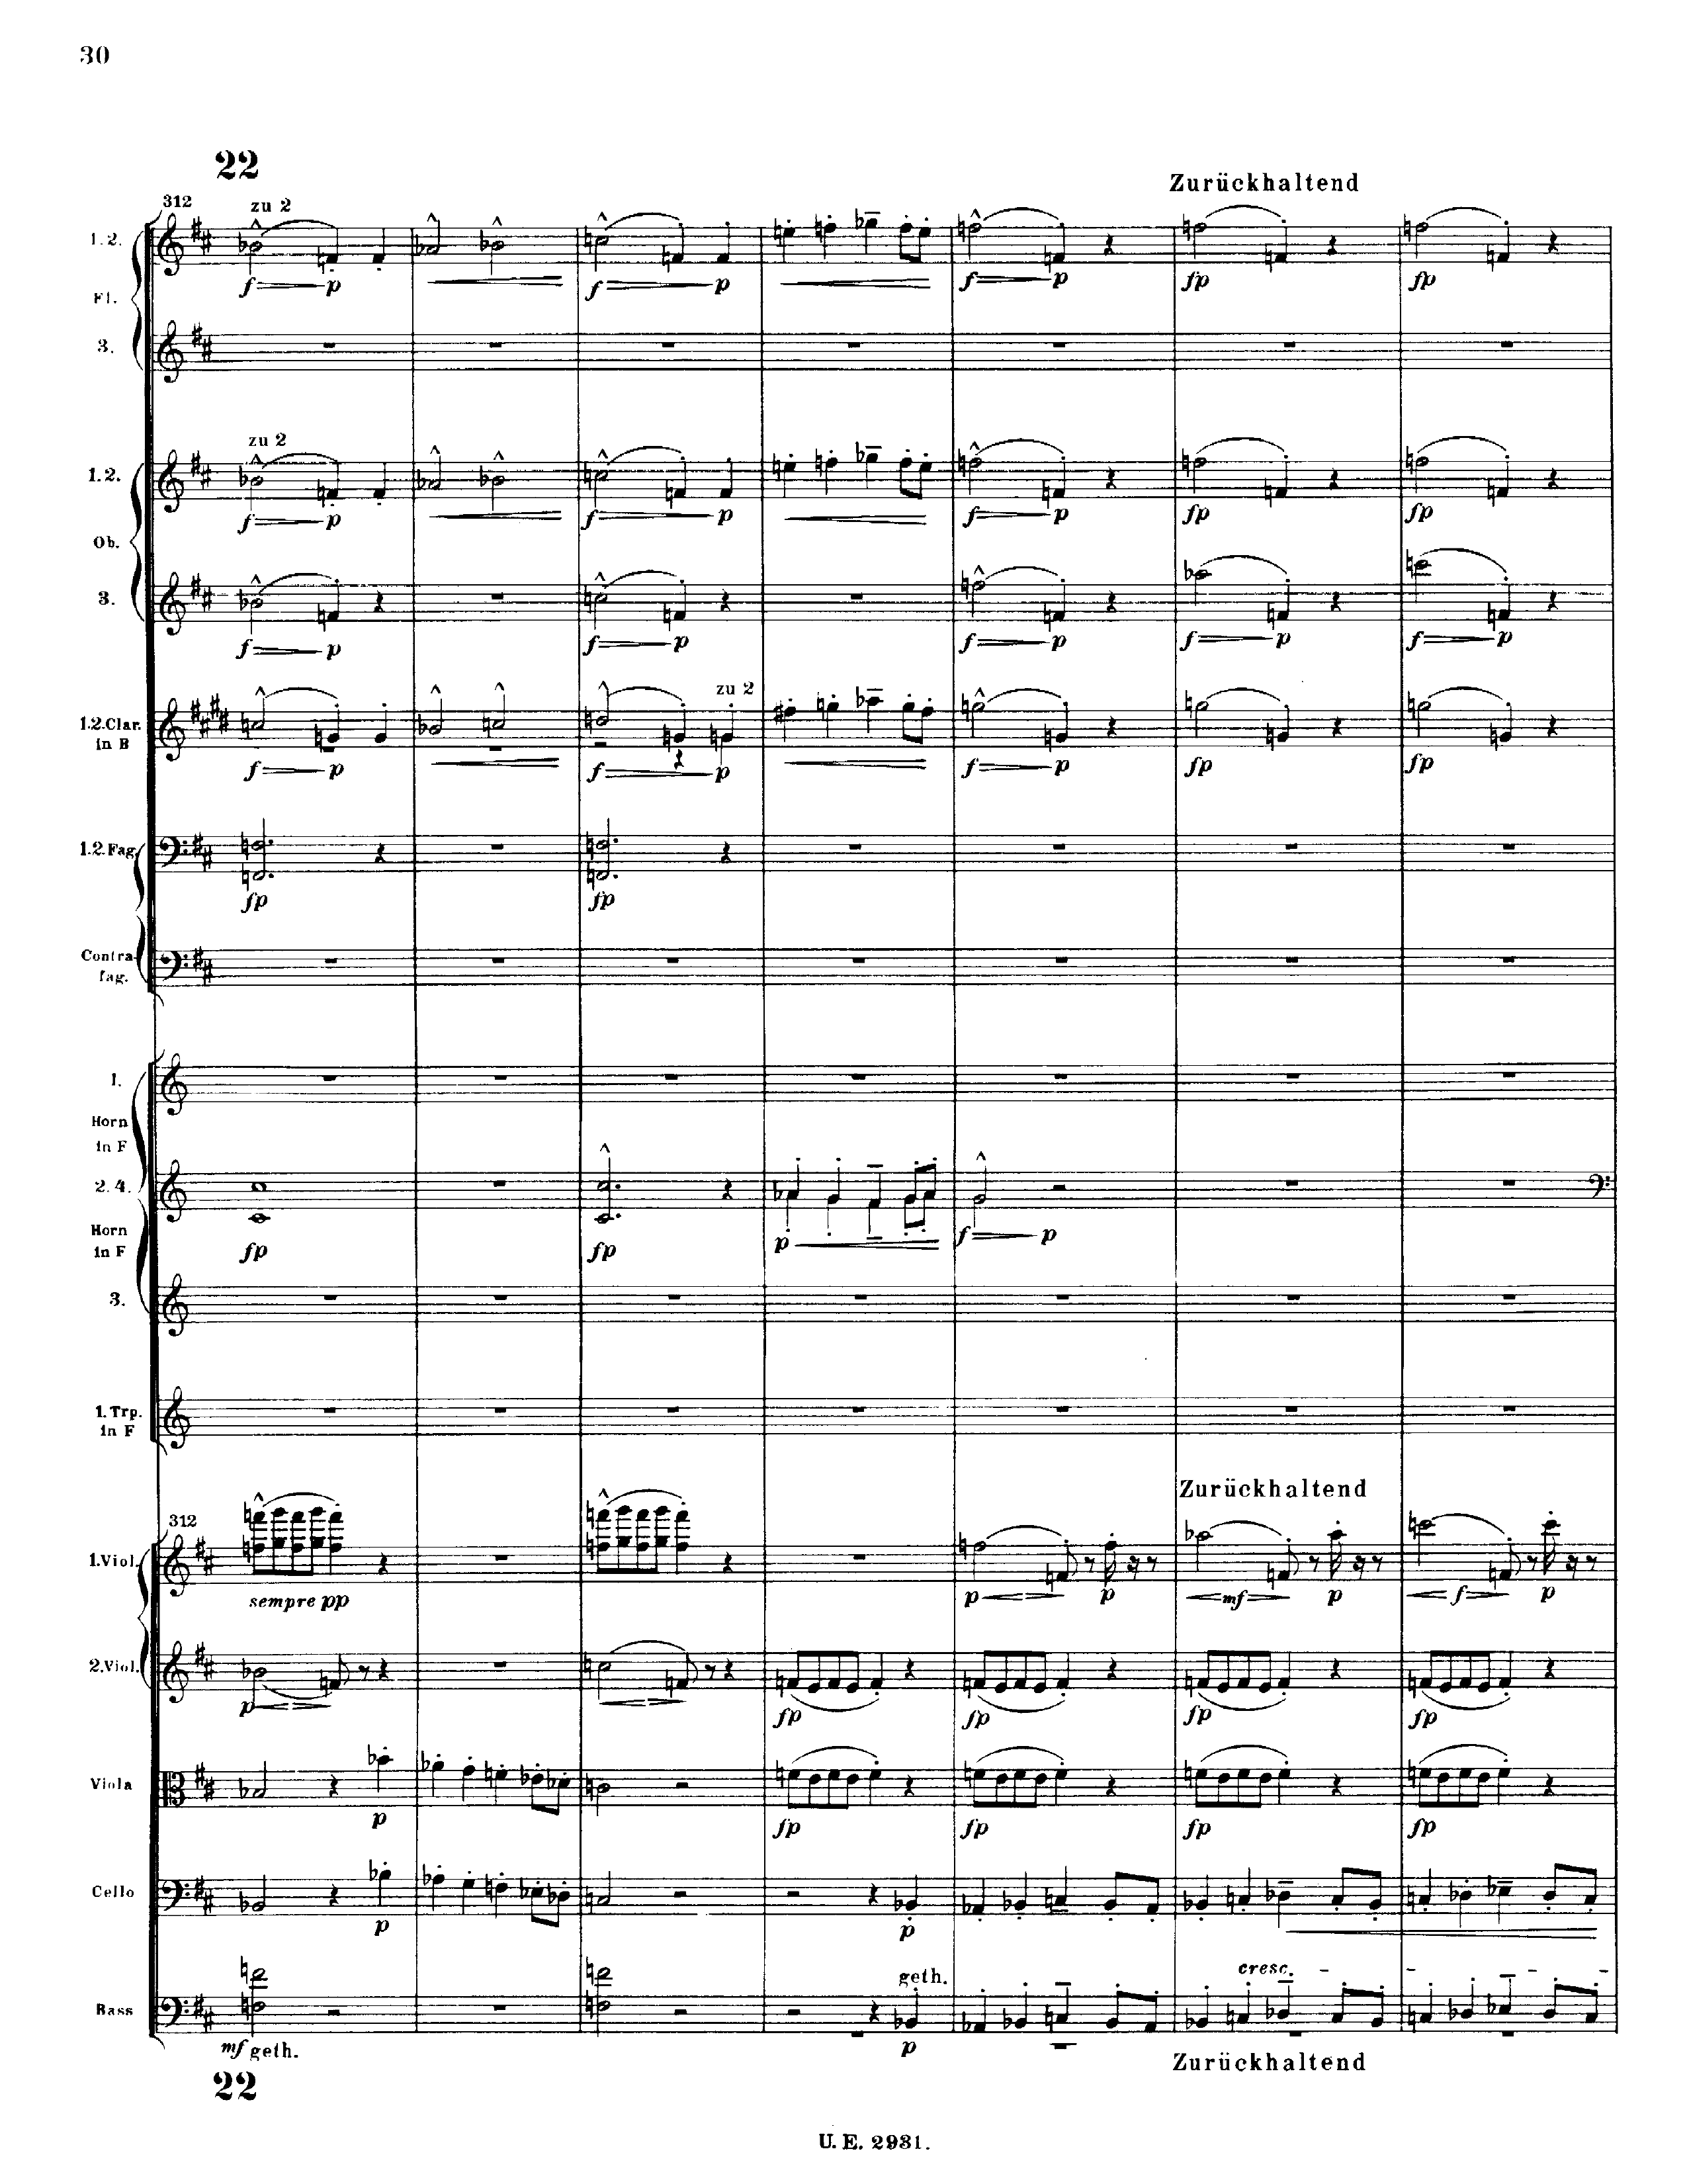 30
22
Zurückhaltend
312
zu 2
1. 2.
f p f p f p fp fp
Fl.
3.
zu 2
1.2.
f p f p f p fp fp
Ob.
3.
f p f p f p f p f p
zu 2
1.2.Clar.
in B
f p f p f p fp fp
1.2.Fag.
fp fp
Contra-
fag.
1.
Horn
in F
2. 4.
Horn
in F
fp fp p f p
3.
1. Trp.
in F
Zurückhaltend
312
1.Viol.
sempre pp p p mf p f p
2.Viol.
p fp fp fp fp
Viola
p fp fp fp fp
Cello
p p
geth. cresc.
Bass
mf geth. p
Zurückhaltend
22
U. E. 2931.